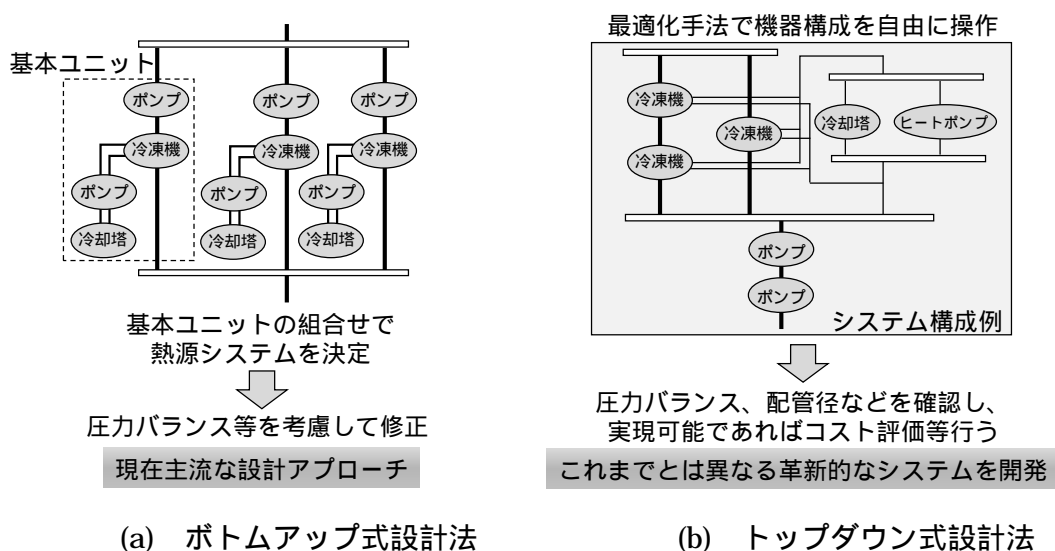 基本ユニット
ポンプ
ポンプ
ポンプ
冷凍機
冷凍機
冷凍機
ポンプ
ポンプ
ポンプ
冷却塔
冷却塔
冷却塔
基本ユニットの組合せで
熱源システムを決定
圧力バランス等を考慮して修正
現在主流な設計アプローチ
(a) ボトムアップ式設計法
最適化手法で機器構成を自由に操作
冷凍機
冷凍機
冷凍機
冷却塔
ヒートポンプ
ポンプ
ポンプ
システム構成例
圧力バランス、配管径などを確認し、
実現可能であればコスト評価等行う
これまでとは異なる革新的なシステムを開発
(b) トップダウン式設計法